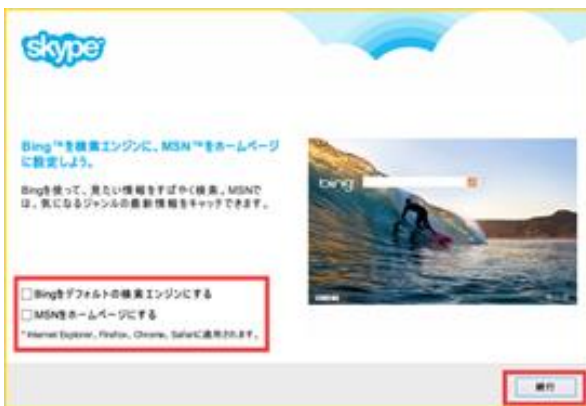 skype
Bing™を検索エンジンに、MSN™をホームページ
に設定しよう。
Bingを使って、見たい情報をすばやく検索。MSNで
は、気になるジャンルの最新情報をキャッチできます。
bing
□Bingをデフォルトの検索エンジンにする
□MSNをホームページにする
*Internet Explorer、Firefox、Chrome、Safariに適用されます。
続行